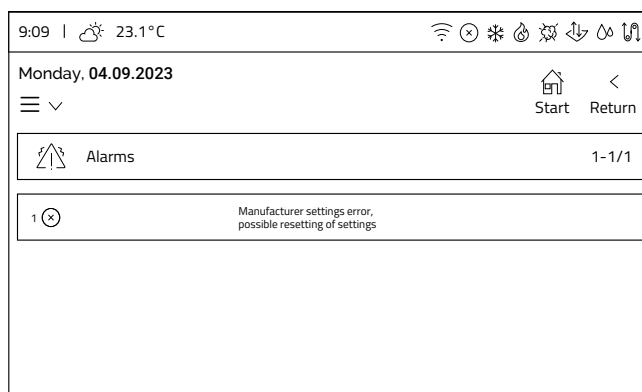 9:09 | 23.1°C
Monday, 04.09.2023
Start Return
Alarms 1-1/1
1 Manufacturer settings error,
possible resetting of settings